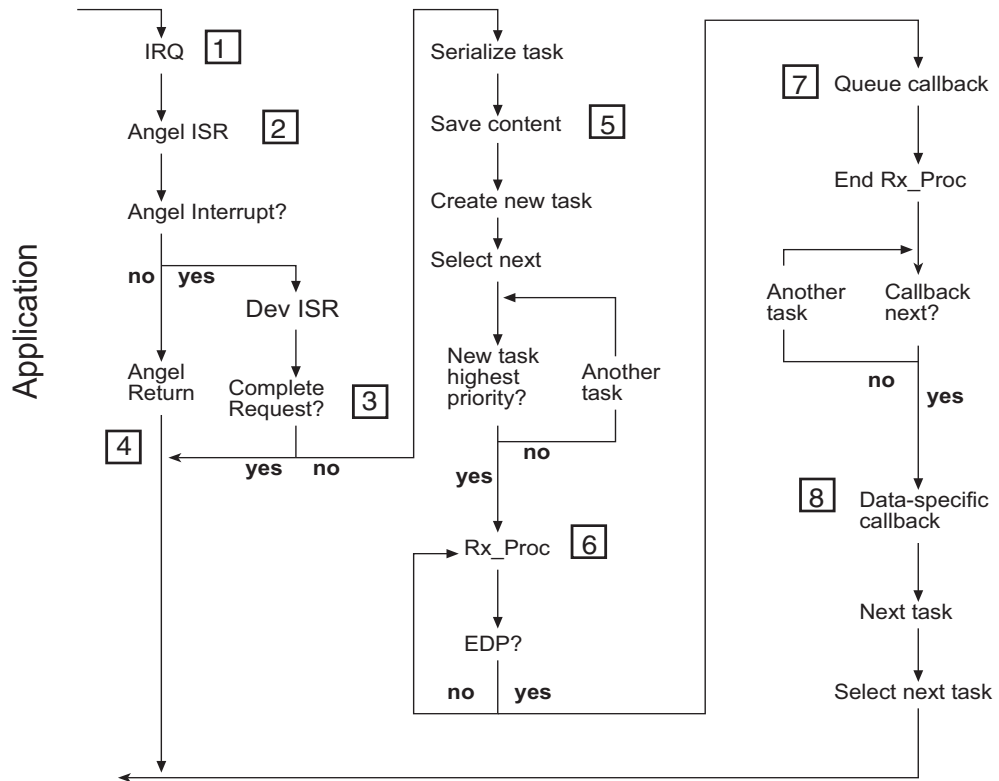 Application
IRQ 1
Angel ISR 2
Angel Interrupt?
no yes
Dev ISR
Angel
Return
Complete
Request?
3
4
yes no
Serialize task
Save content 5
Create new task
Select next
New task
highest
priority?
Another
task
no
yes
Rx_Proc 6
EDP?
no yes
7 Queue callback
End Rx_Proc
Another
task
Callback
next?
no
yes
8
Data-specific
callback
Next task
Select next task